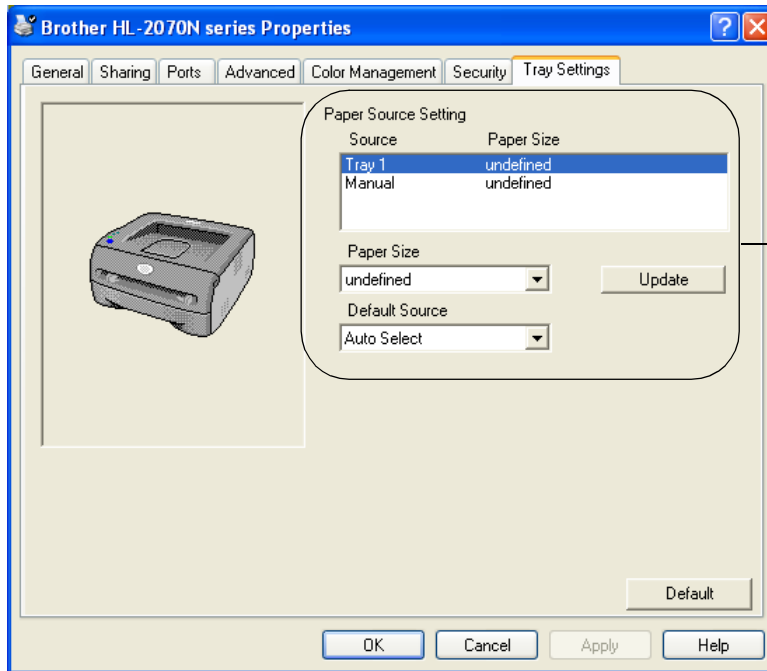 Brother HL-2070N series Properties
General Sharing Ports Advanced Color Management Security Tray Settings
Paper Source Setting
Source Paper Size
Tray 1 undefined
Manual undefined
Paper Size
undefined Update
Default Source
Auto Select
Default
OK Cancel Apply Help